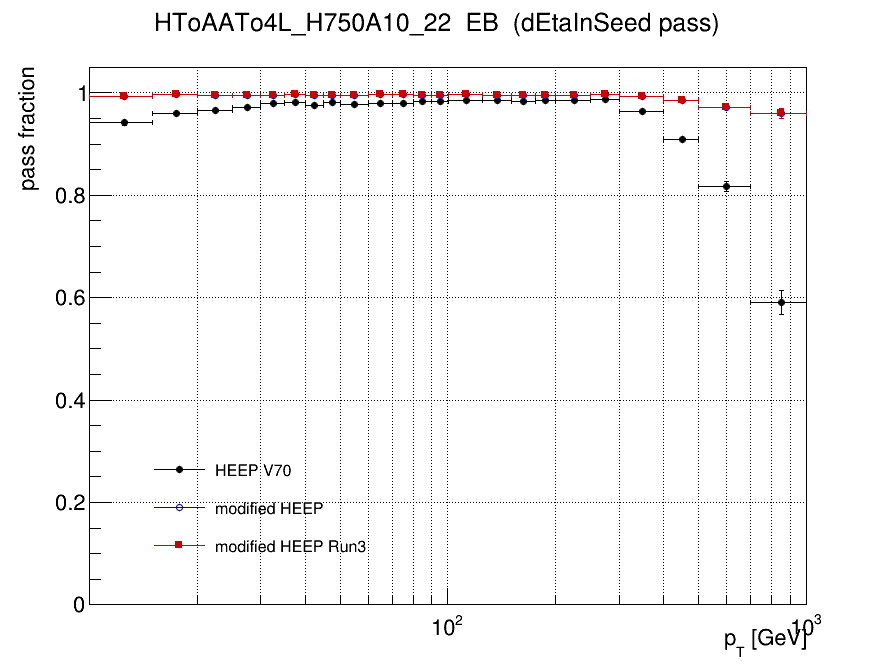 HToAATo4L_H750A10_22 EB (dEtaInSeed pass)
pass fraction
1
0.8
0.6
0.4
0.2
0
HEEP V70
modified HEEP
modified HEEP Run3
10²
10³
p_T [GeV]